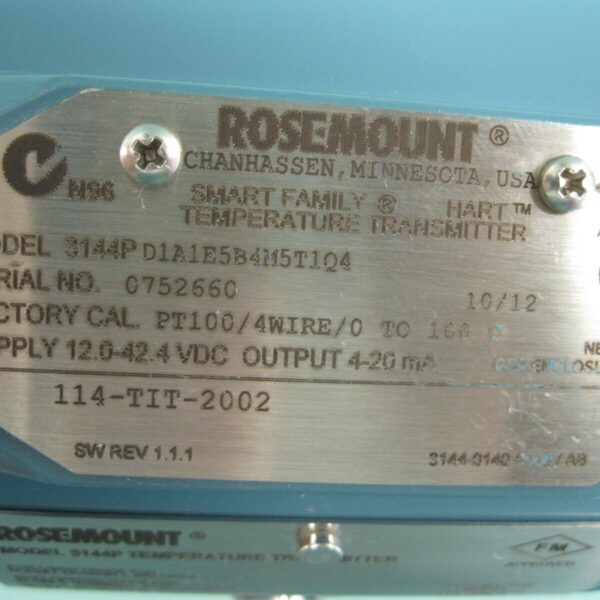 ROSEMOUNT ®
CHANHASSEN, MINNESOTA, USA
N96
SMART FAMILY ® HART™
TEMPERATURE TRANSMITTER
ODEL 3144P D1A1E5B4M5T1Q4
RIAL NO. 0752660 10/12
CTORY CAL. PT100/4WIRE/0 TO 100 C
PPLY 12.0-42.4 VDC OUTPUT 4-20 mA
NE
114-TIT-2002
SW REV 1.1.1
ROSEMOUNT ®
MODEL 3144P TEMPERATURE TRANSMITTER
FM
APPROVED